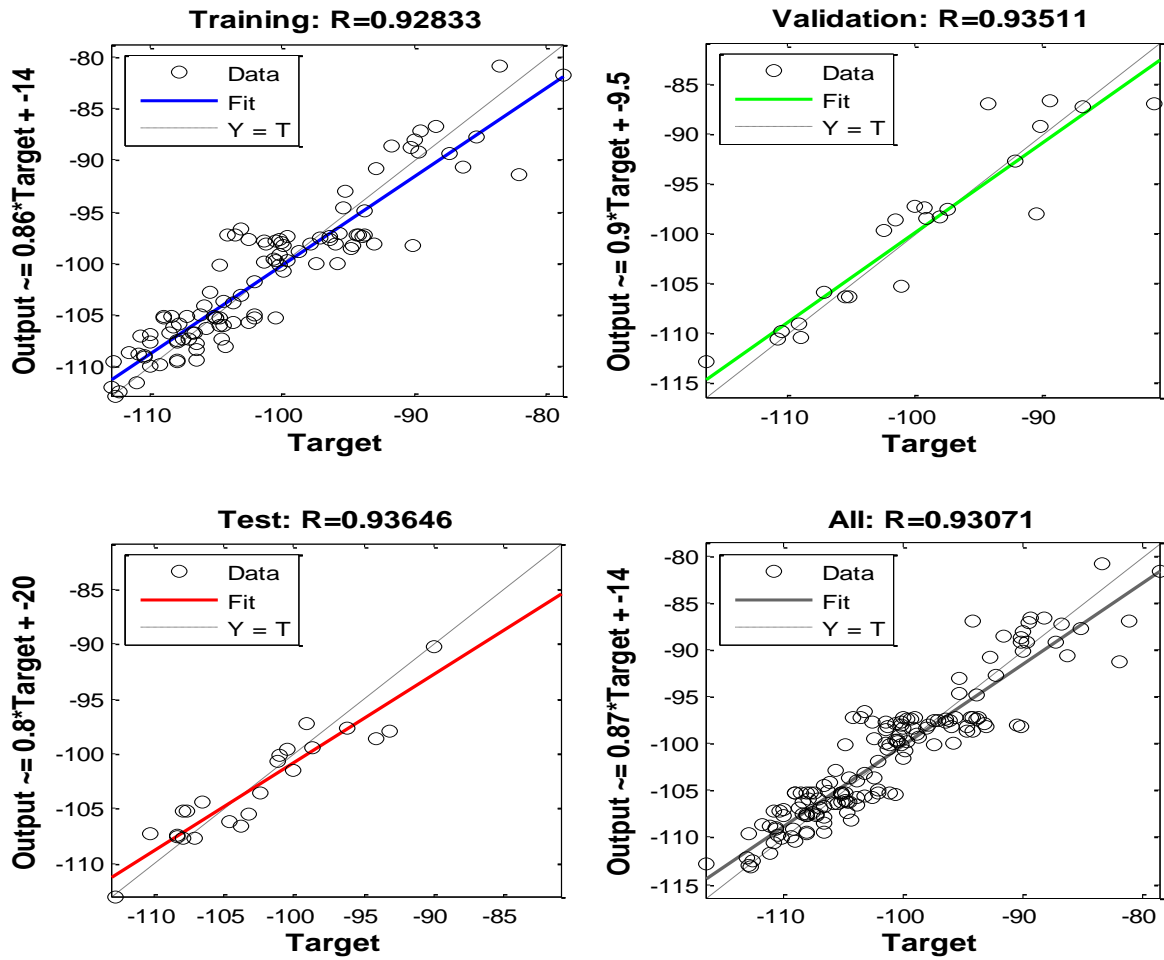 Training: R=0.92833
Output ~= 0.86*Target + -14
-80
-85
-90
-95
-100
-105
-110
Data
Fit
Y = T
-110
-100
-90
-80
Target
Validation: R=0.93511
Output ~= 0.9*Target + -9.5
-85
-90
-95
-100
-105
-110
-115
Data
Fit
Y = T
-110
-100
-90
Target
Test: R=0.93646
Output ~= 0.8*Target + -20
-85
-90
-95
-100
-105
-110
Data
Fit
Y = T
-110
-105
-100
-95
-90
-85
Target
All: R=0.93071
Output ~= 0.87*Target + -14
-80
-85
-90
-95
-100
-105
-110
-115
Data
Fit
Y = T
-110
-100
-90
-80
Target